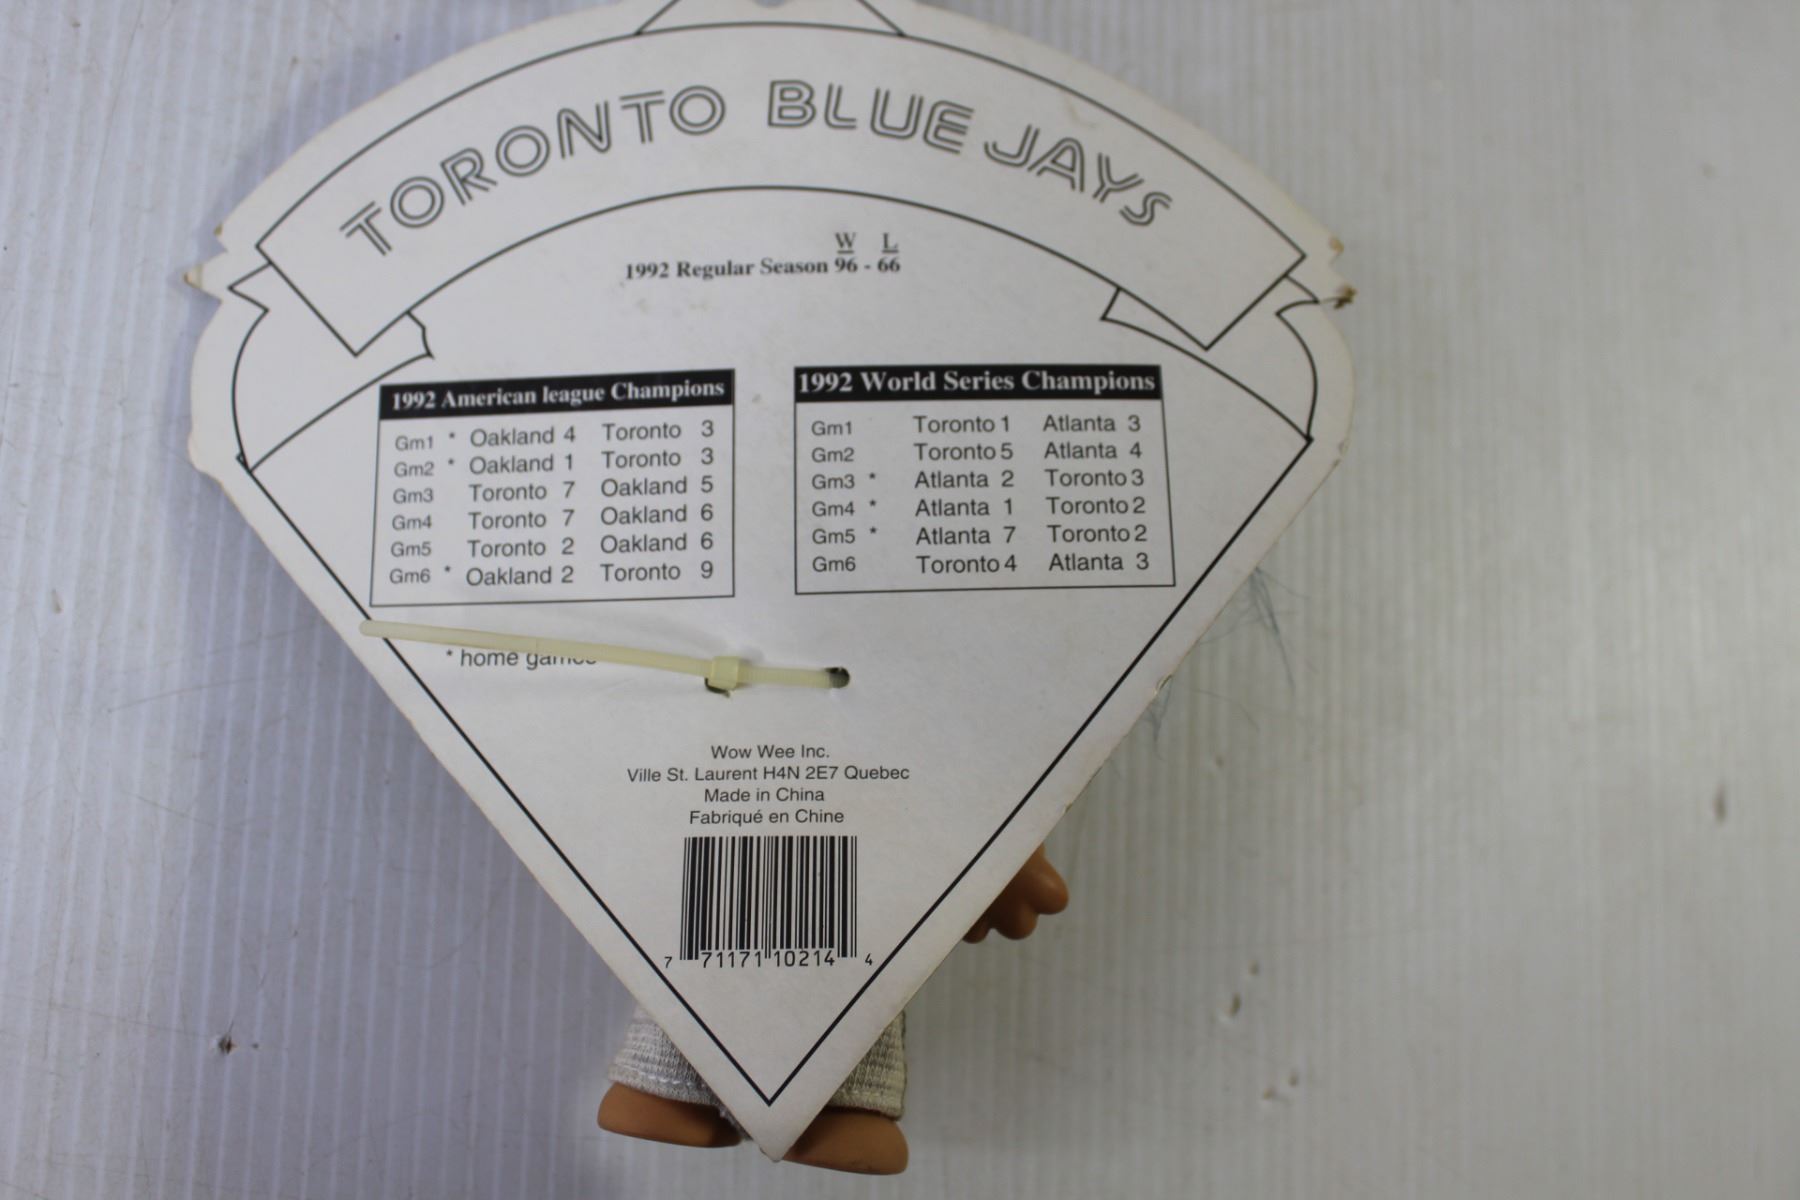 TORONTO BLUE JAYS
W L
1992 Regular Season 96 - 66
1992 American league Champions
Gm1 * Oakland 4 Toronto 3
Gm2 * Oakland 1 Toronto 3
Gm3 Toronto 7 Oakland 5
Gm4 Toronto 7 Oakland 6
Gm5 Toronto 2 Oakland 6
Gm6 * Oakland 2 Toronto 9
1992 World Series Champions
Gm1 Toronto 1 Atlanta 3
Gm2 Toronto 5 Atlanta 4
Gm3 * Atlanta 2 Toronto 3
Gm4 * Atlanta 1 Toronto 2
Gm5 * Atlanta 7 Toronto 2
Gm6 Toronto 4 Atlanta 3
* home games
Wow Wee Inc.
Ville St. Laurent H4N 2E7 Quebec
Made in China
Fabriqué en Chine
7 71171 10214 4